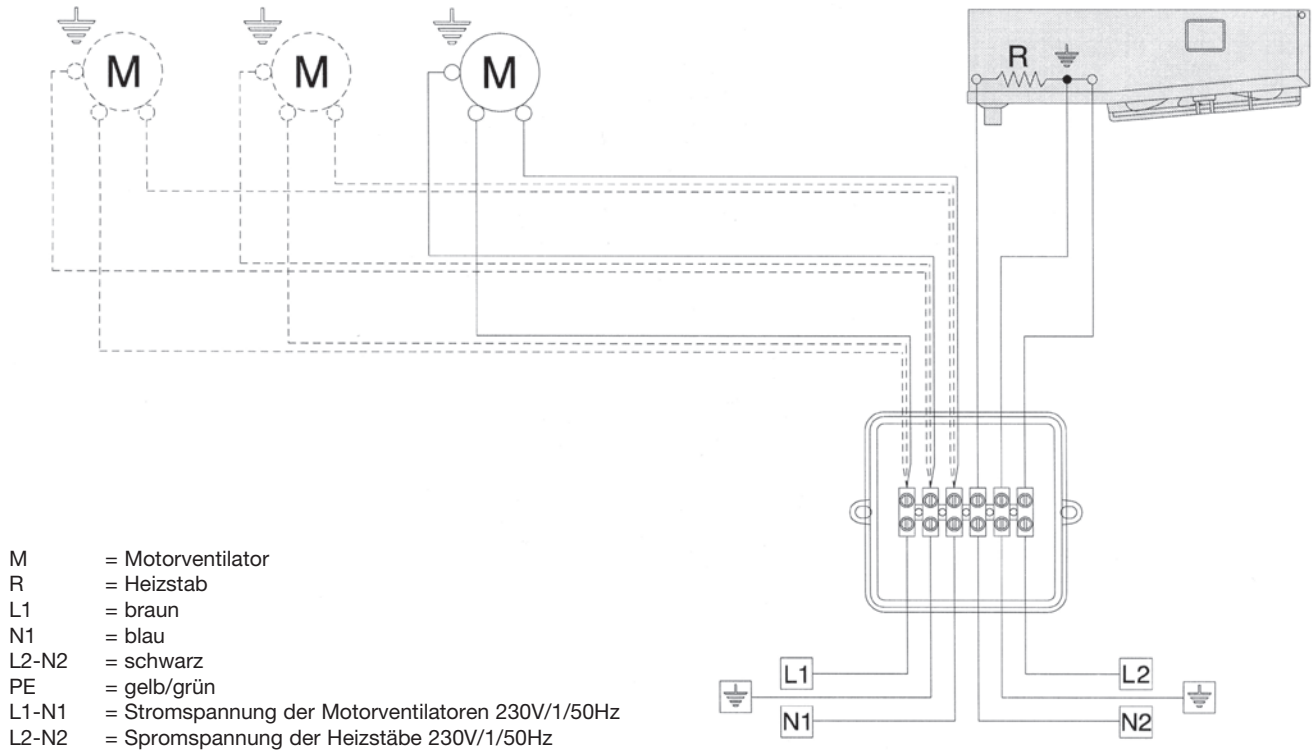 M M M R
L1 L2
N1 N2
M = Motorventilator
R = Heizstab
L1 = braun
N1 = blau
L2-N2 = schwarz
PE = gelb/grün
L1-N1 = Stromspannung der Motorventilatoren 230V/1/50Hz
L2-N2 = Spromspannung der Heizstäbe 230V/1/50Hz